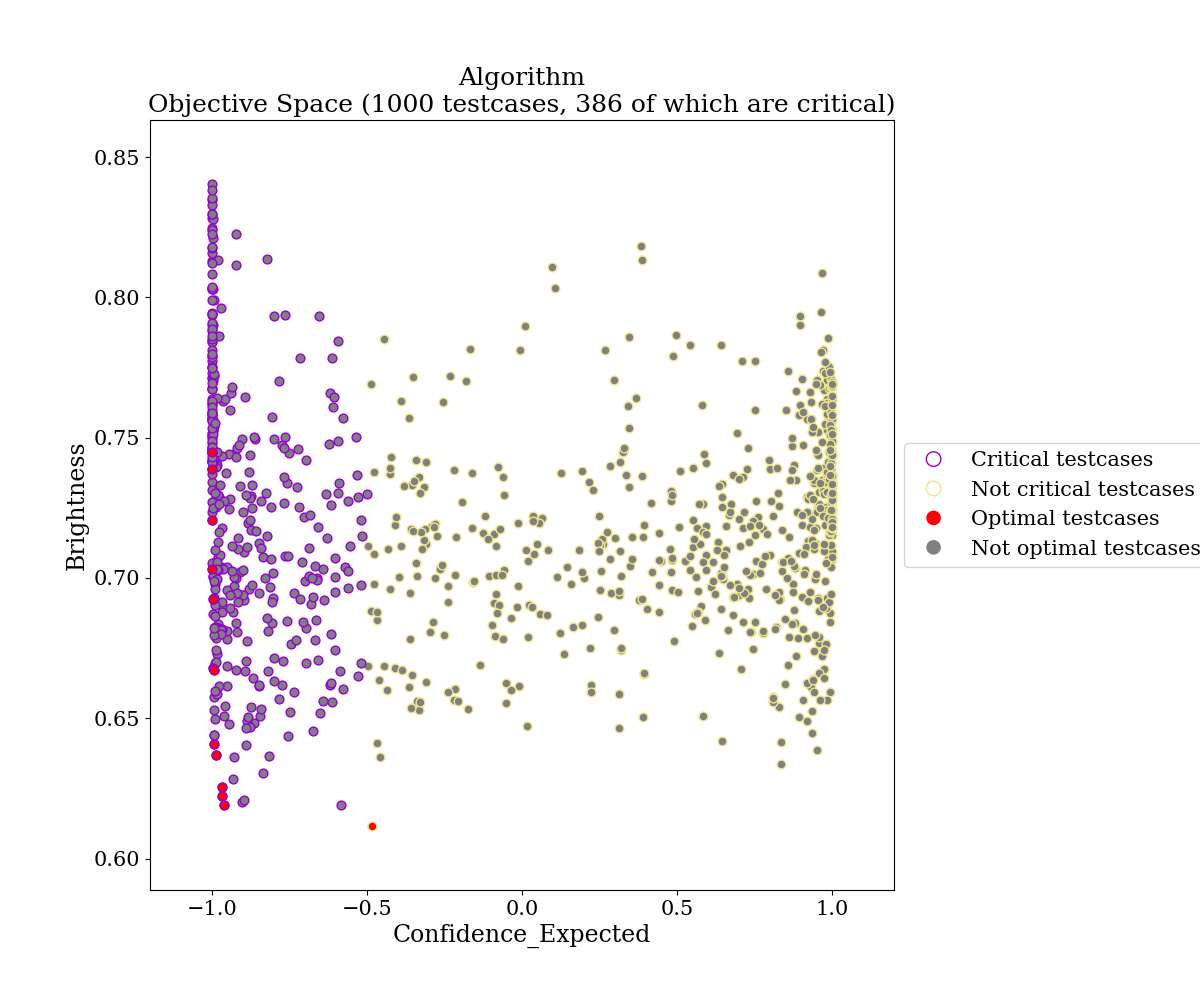 Algorithm
Objective Space (1000 testcases, 386 of which are critical)
0.85
0.80
0.75
0.70
0.65
0.60
Brightness
−1.0
−0.5
0.0
0.5
1.0
Confidence_Expected
Critical testcases
Not critical testcases
Optimal testcases
Not optimal testcases